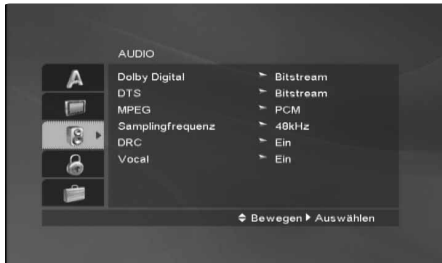 AUDIO
A
Dolby Digital Bitstream
DTS Bitstream
MPEG PCM
Samplingfrequenz 48kHz
DRC Ein
Vocal Ein
Bewegen Auswählen